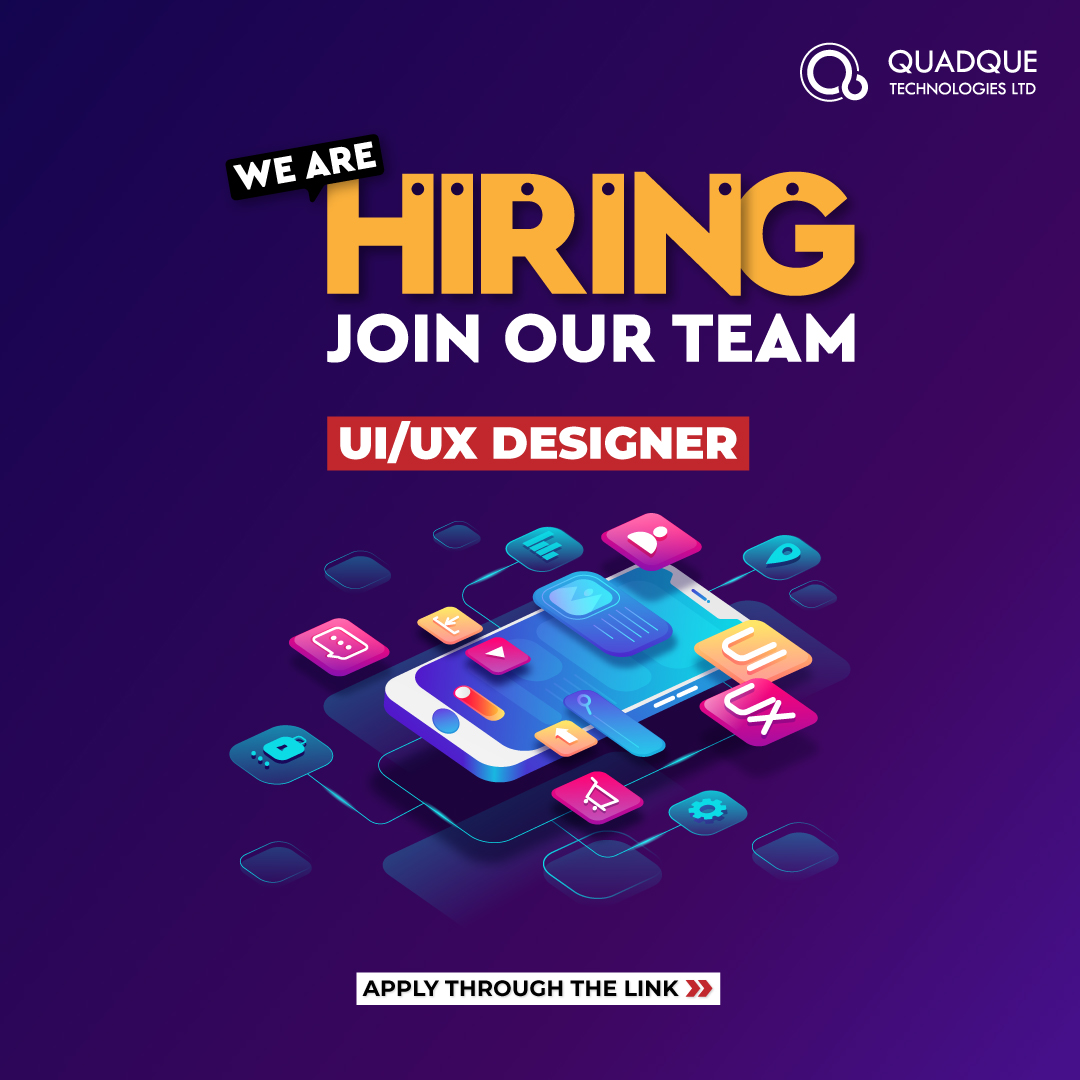 QUADQUE
TECHNOLOGIES LTD
WE ARE
HIRING
JOIN OUR TEAM
UI/UX DESIGNER
UI
UX
APPLY THROUGH THE LINK